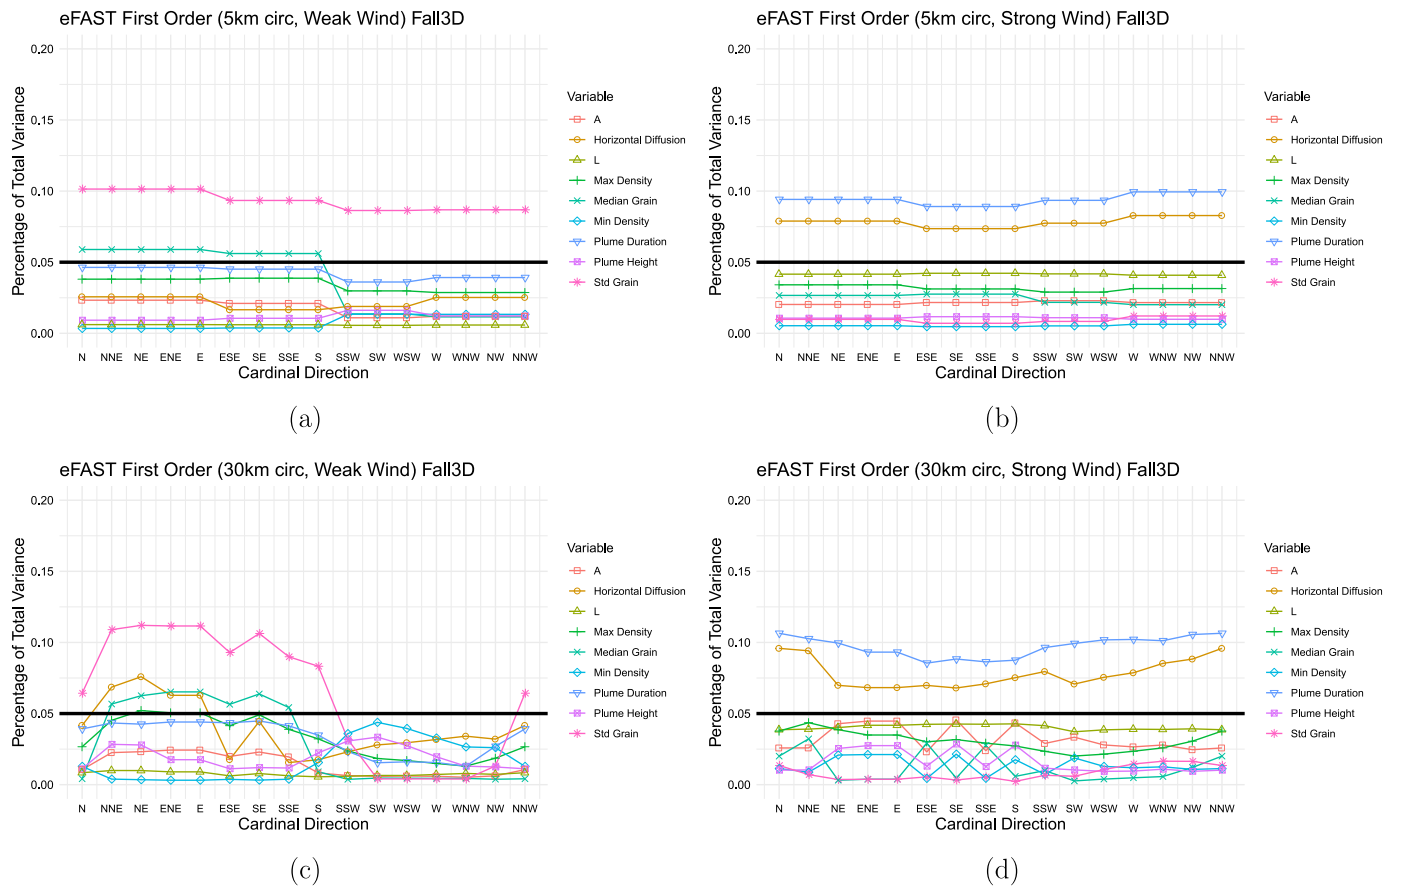 eFAST First Order (5km circ, Weak Wind) Fall3D
Percentage of Total Variance
0.20
0.15
0.10
0.05
0.00
N NNE NE ENE E ESE SE SSE S SSW SW WSW W WNW NW NNW
Cardinal Direction
Variable
A
Horizontal Diffusion
L
Max Density
Median Grain
Min Density
Plume Duration
Plume Height
Std Grain
(a)
eFAST First Order (5km circ, Strong Wind) Fall3D
Percentage of Total Variance
0.20
0.15
0.10
0.05
0.00
N NNE NE ENE E ESE SE SSE S SSW SW WSW W WNW NW NNW
Cardinal Direction
Variable
A
Horizontal Diffusion
L
Max Density
Median Grain
Min Density
Plume Duration
Plume Height
Std Grain
(b)
eFAST First Order (30km circ, Weak Wind) Fall3D
Percentage of Total Variance
0.20
0.15
0.10
0.05
0.00
N NNE NE ENE E ESE SE SSE S SSW SW WSW W WNW NW NNW
Cardinal Direction
Variable
A
Horizontal Diffusion
L
Max Density
Median Grain
Min Density
Plume Duration
Plume Height
Std Grain
(c)
eFAST First Order (30km circ, Strong Wind) Fall3D
Percentage of Total Variance
0.20
0.15
0.10
0.05
0.00
N NNE NE ENE E ESE SE SSE S SSW SW WSW W WNW NW NNW
Cardinal Direction
Variable
A
Horizontal Diffusion
L
Max Density
Median Grain
Min Density
Plume Duration
Plume Height
Std Grain
(d)